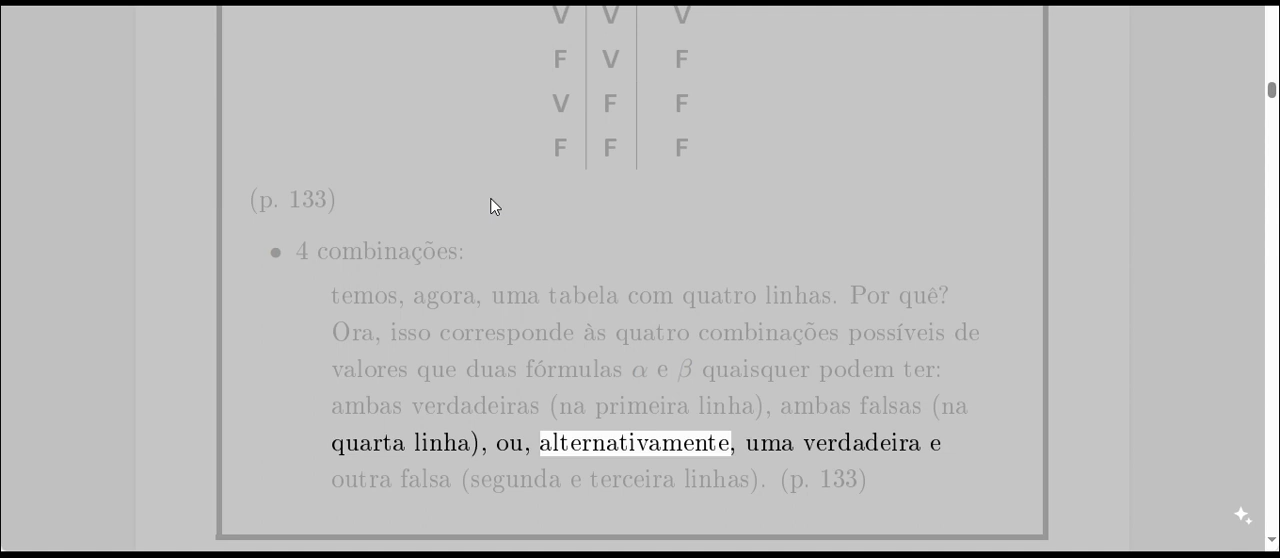 V V V
F V F
V F F
F F F
(p. 133)
• 4 combinações:
temos, agora, uma tabela com quatro linhas. Por quê?
Ora, isso corresponde às quatro combinações possíveis de
valores que duas fórmulas α e β quaisquer podem ter:
ambas verdadeiras (na primeira linha), ambas falsas (na
quarta linha), ou, alternativamente, uma verdadeira e
outra falsa (segunda e terceira linhas). (p. 133)